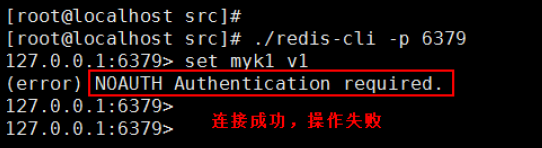 [root@localhost src]#
[root@localhost src]# ./redis-cli -p 6379
127.0.0.1:6379> set myk1 v1
(error) NOAUTH Authentication required.
127.0.0.1:6379>
127.0.0.1:6379> 连接成功，操作失败